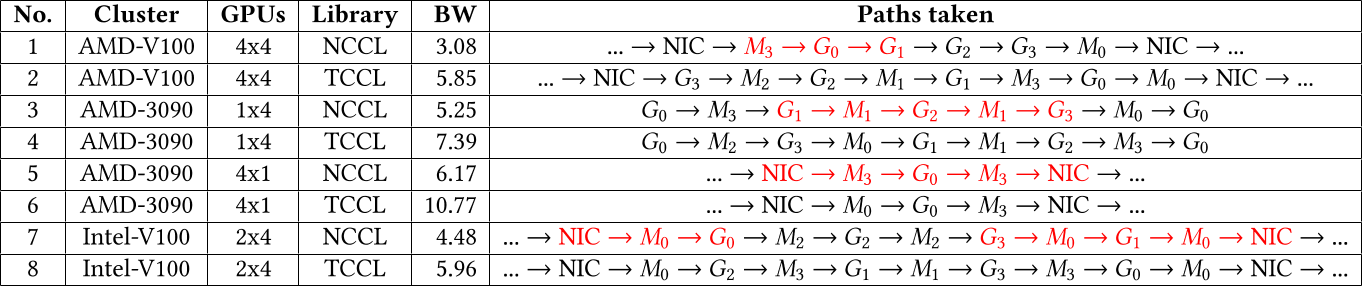 No. Cluster GPUs Library BW Paths taken
1 AMD-V100 4x4 NCCL 3.08 ... → NIC → M₃ → G₀ → G₁ → G₂ → G₃ → M₀ → NIC → ...
2 AMD-V100 4x4 TCCL 5.85 ... → NIC → G₃ → M₂ → G₂ → M₁ → G₁ → M₃ → G₀ → M₀ → NIC → ...
3 AMD-3090 1x4 NCCL 5.25 G₀ → M₃ → G₁ → M₁ → G₂ → M₁ → G₃ → M₀ → G₀
4 AMD-3090 1x4 TCCL 7.39 G₀ → M₂ → G₃ → M₀ → G₁ → M₁ → G₂ → M₃ → G₀
5 AMD-3090 4x1 NCCL 6.17 ... → NIC → M₃ → G₀ → M₃ → NIC → ...
6 AMD-3090 4x1 TCCL 10.77 ... → NIC → M₀ → G₀ → M₃ → NIC → ...
7 Intel-V100 2x4 NCCL 4.48 ... → NIC → M₀ → G₀ → M₂ → G₂ → M₂ → G₃ → M₀ → G₁ → M₀ → NIC → ...
8 Intel-V100 2x4 TCCL 5.96 ... → NIC → M₀ → G₂ → M₃ → G₁ → M₁ → G₃ → M₃ → G₀ → M₀ → NIC → ...